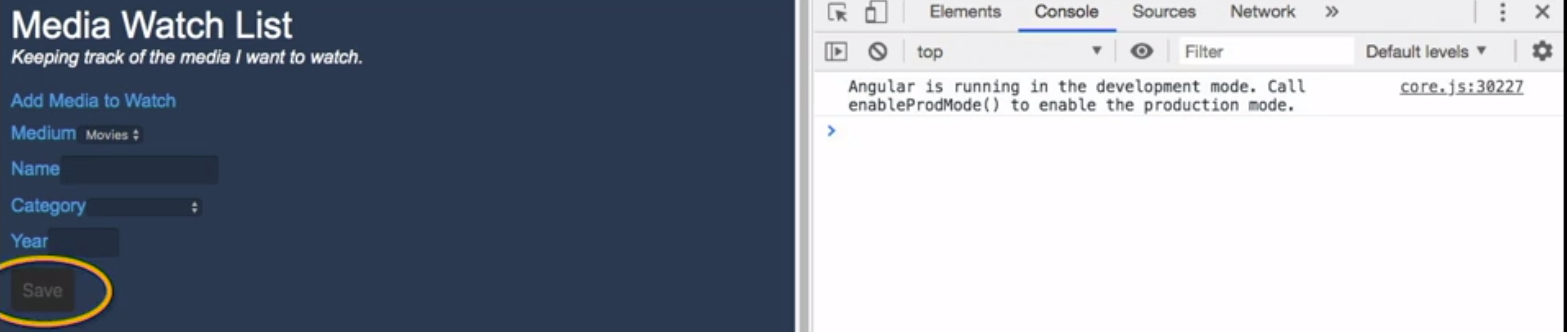 Media Watch List
Keeping track of the media I want to watch.
Add Media to Watch
Medium Movies
Name
Category
Year
Save
Elements Console Sources Network »
top Filter Default levels
Angular is running in the development mode. Call core.js:30227
enableProdMode() to enable the production mode.
>